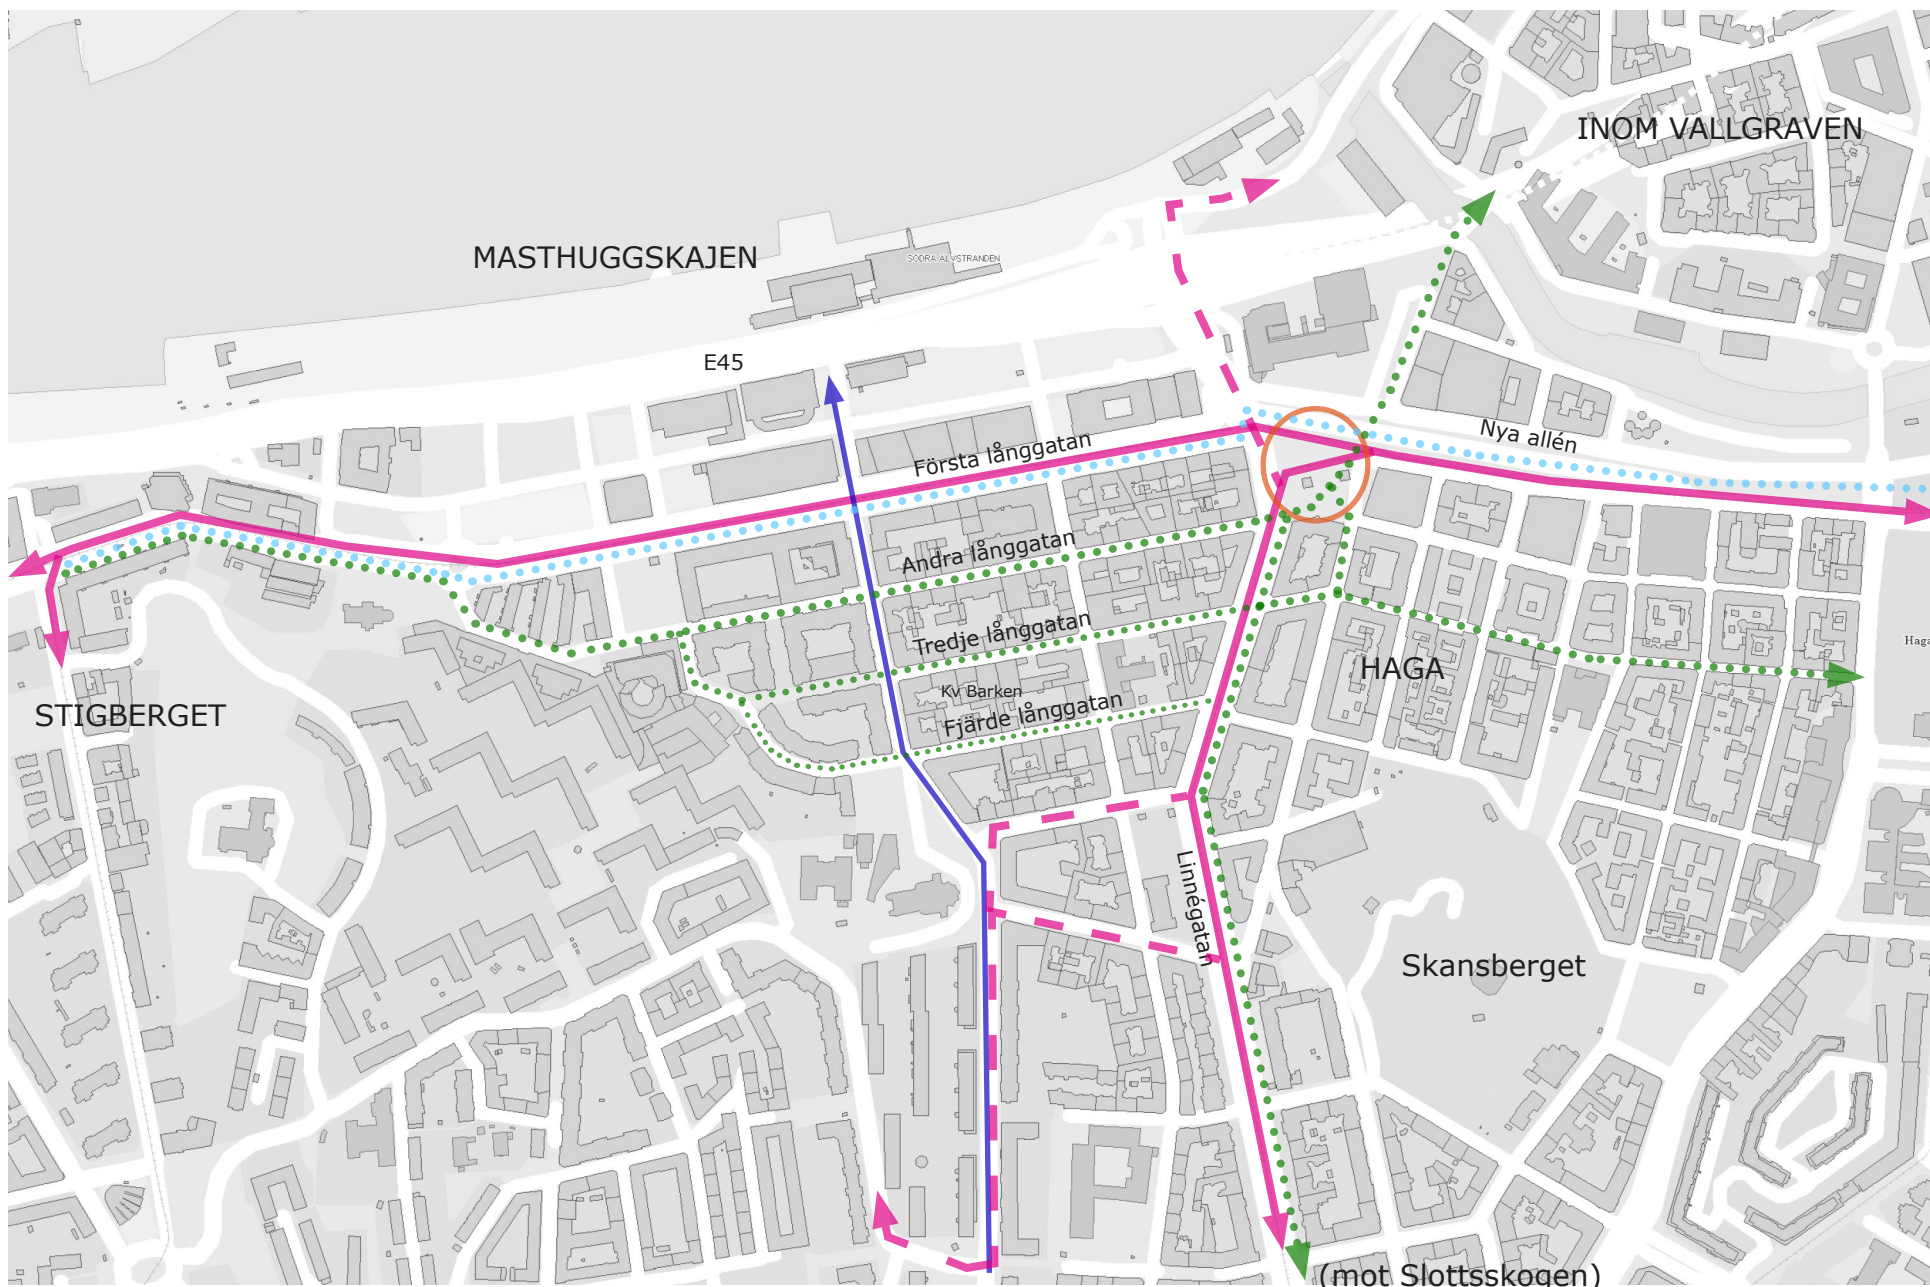 INOM VALLGRAVEN
MASTHUGGSKAJEN
SÖDRA ÄLVSTRANDEN
E45
Nya allén
Första långgatan
Andra långgatan
Tredje långgatan
Haga
HAGA
Kv Barken
STIGBERGET
Fjärde långgatan
Linnégatan
Skansberget
(mot Slottsskogen)